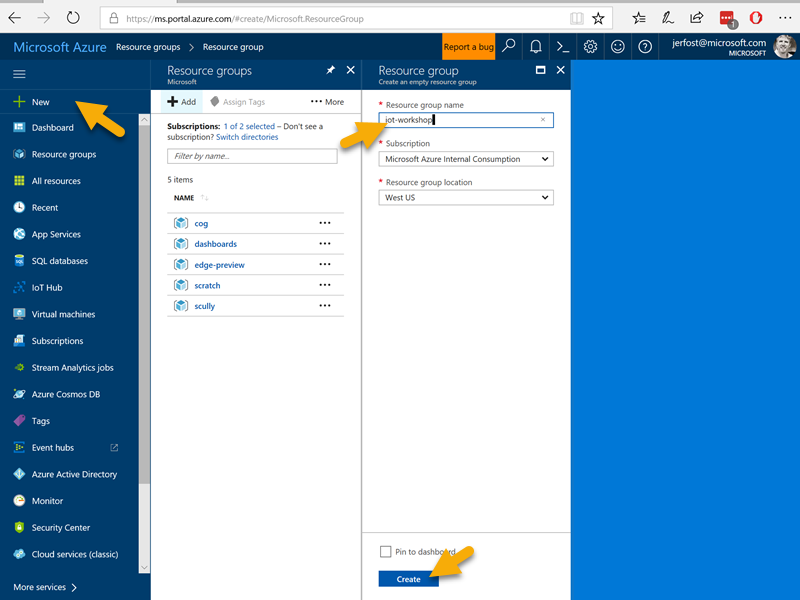 https://ms.portal.azure.com/#create/Microsoft.ResourceGroup
1
Microsoft Azure Resource groups > Resource group
Report a bug
jerfost@microsoft.com
MICROSOFT
New
Dashboard
Resource groups
All resources
Recent
App Services
SQL databases
IoT Hub
Virtual machines
Subscriptions
Stream Analytics jobs
Azure Cosmos DB
Tags
Event hubs
Azure Active Directory
Monitor
Security Center
Cloud services (classic)
More services >
Resource groups
Microsoft
Add
Assign Tags
More
Subscriptions: 1 of 2 selected – Don't see a
subscription? Switch directories
Filter by name...
5 items
NAME
cog
dashboards
edge-preview
scratch
scully
Resource group
Create an empty resource group
* Resource group name
iot-workshop
* Subscription
Microsoft Azure Internal Consumption
* Resource group location
West US
Pin to dashboard
Create